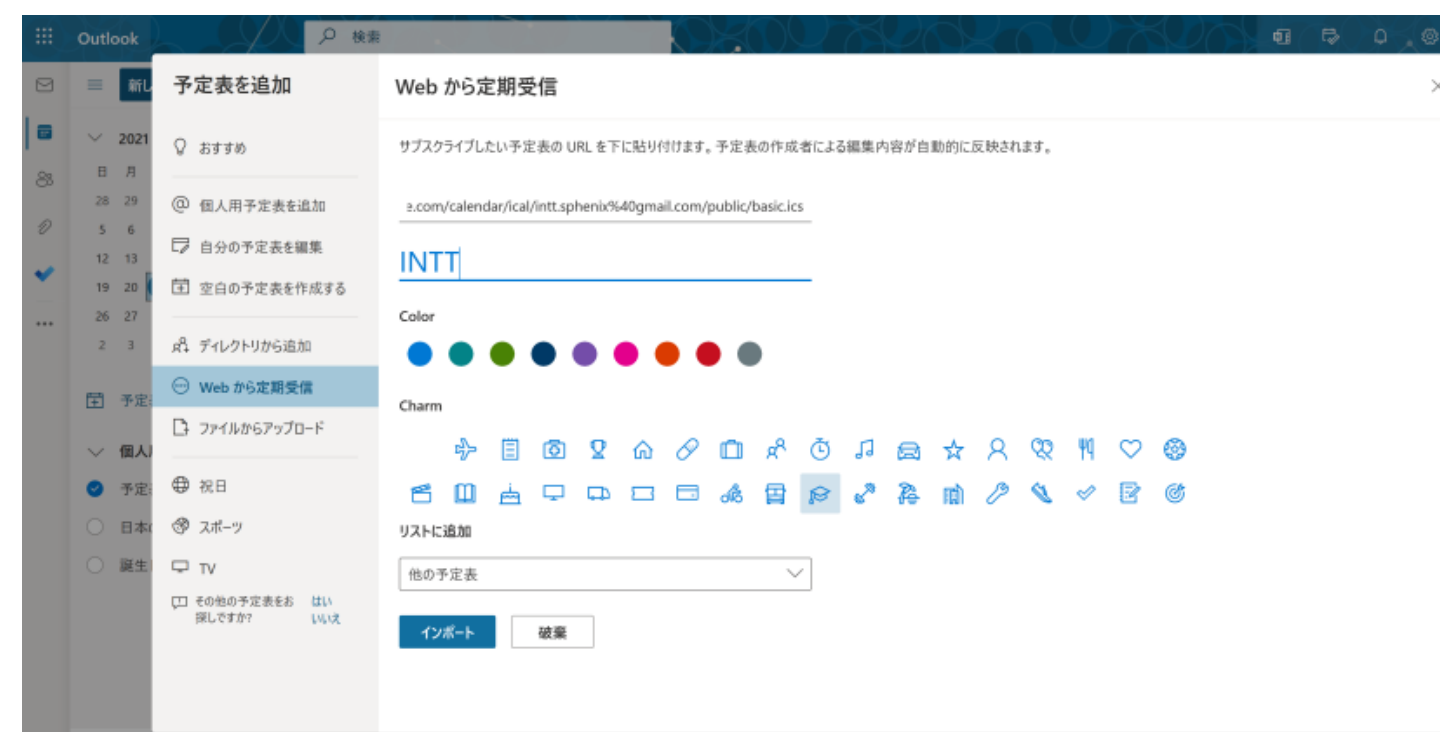 Outlook
検索
予定表を追加
Web から定期受信
サブスクライブしたい予定表の URL を下に貼り付けます。予定表の作成者による編集内容が自動的に反映されます。
e.com/calendar/ical/intt.sphenix%40gmail.com/public/basic.ics
INTT
Color
Charm
リストに追加
他の予定表
インポート
破棄
おすすめ
個人用予定表を追加
自分の予定表を編集
空白の予定表を作成する
ディレクトリから追加
Web から定期受信
ファイルからアップロード
祝日
スポーツ
TV
その他の予定表をお はい
探しですか? いいえ
新し
2021
日 月
28 29
5 6
12 13
19 20
26 27
2 3
予定
個人
予定
日本
誕生